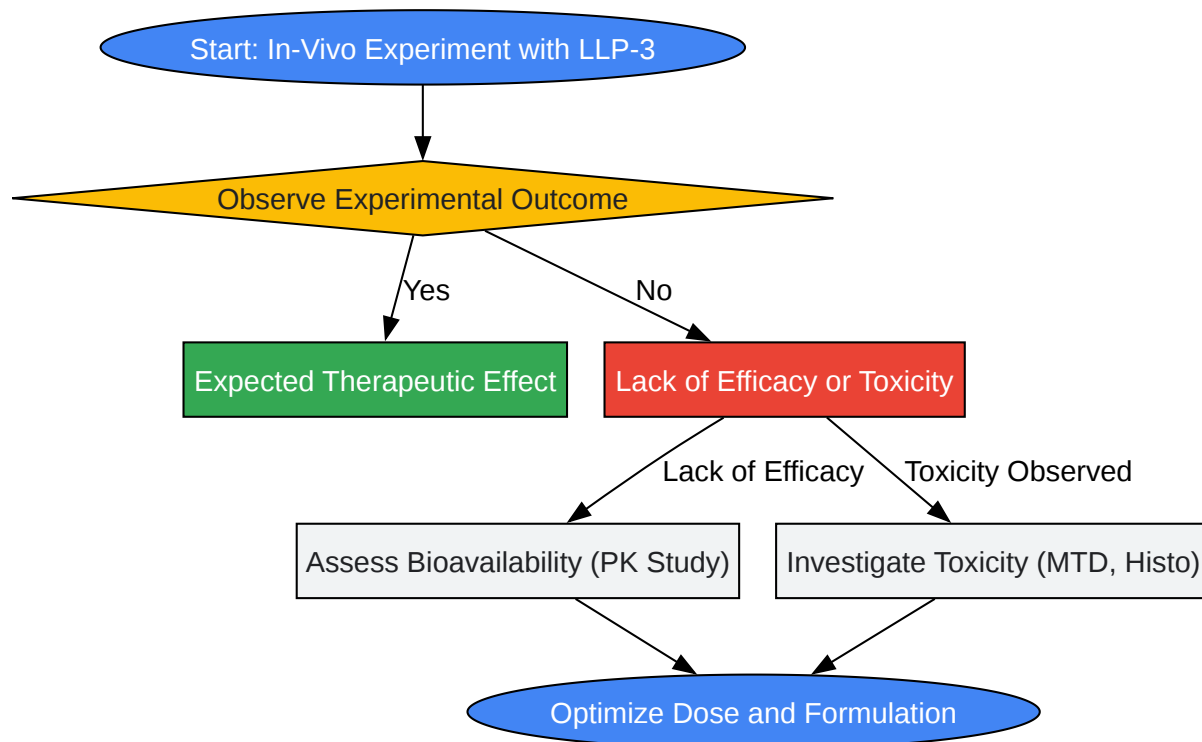 Start: In-Vivo Experiment with LLP-3
Observe Experimental Outcome
Yes
No
Expected Therapeutic Effect
Lack of Efficacy or Toxicity
Lack of Efficacy
Toxicity Observed
Assess Bioavailability (PK Study)
Investigate Toxicity (MTD, Histo)
Optimize Dose and Formulation